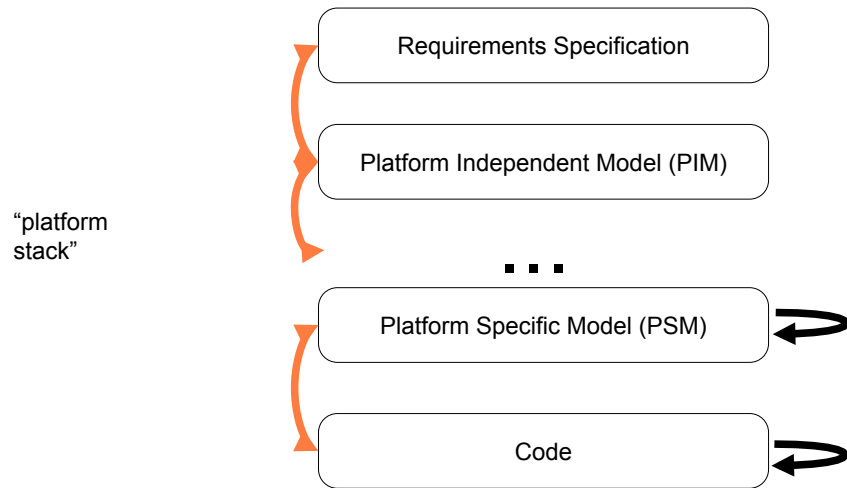 Requirements Specification
Platform Independent Model (PIM)
“platform
stack”
...
Platform Specific Model (PSM)
Code